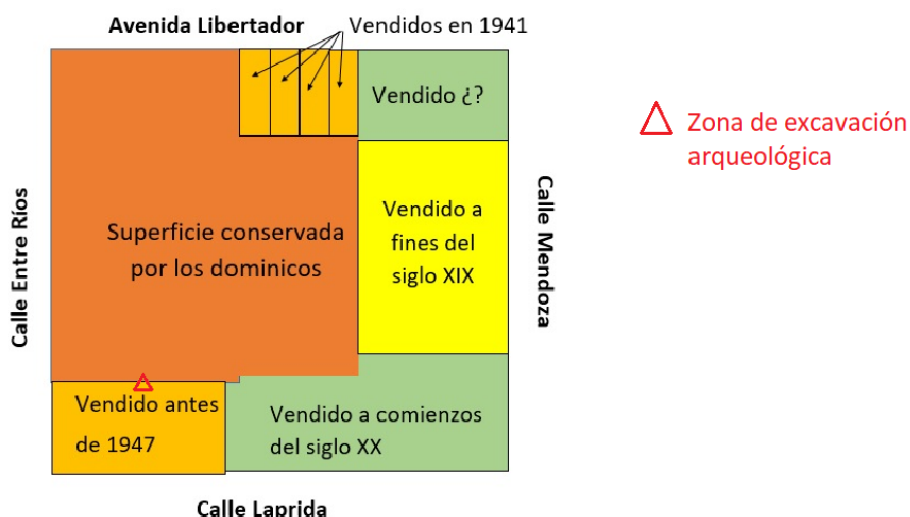 Avenida Libertador
Vendidos en 1941
Vendido ¿?
Zona de excavación
arqueológica
Calle Entre Ríos
Superficie conservada
por los dominicos
Vendido a
fines del
siglo XIX
Calle Mendoza
Vendido antes
de 1947
Vendido a comienzos
del siglo XX
Calle Laprida